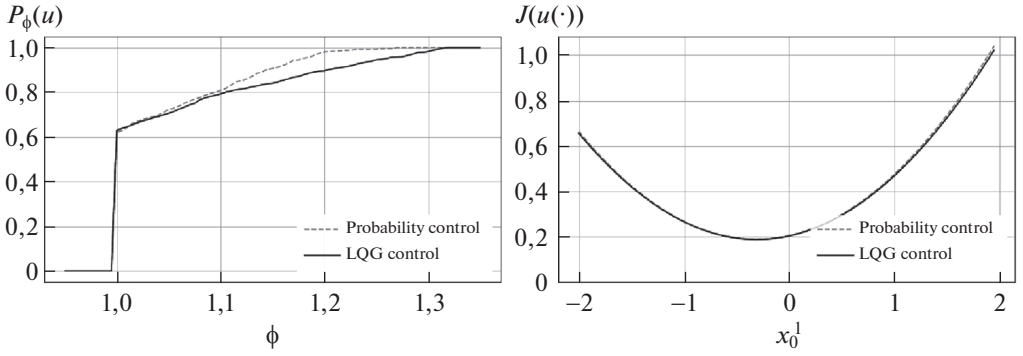 P_ϕ(u)
1,0
0,8
0,6
0,4
0,2
0
Probability control
LQG control
1,0 1,1 1,2 1,3
ϕ
J(u(·))
1,0
0,8
0,6
0,4
0,2
0
Probability control
LQG control
−2 −1 0 1 2
x_0^1